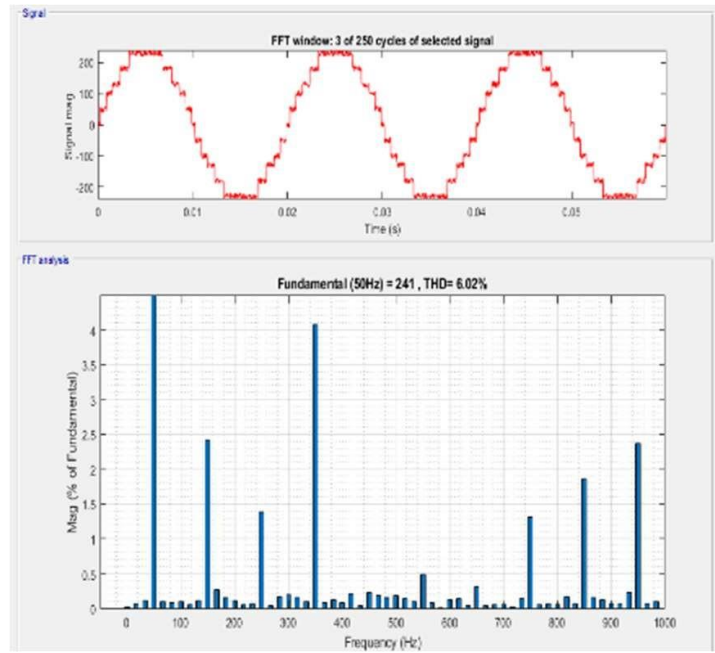 Signal
FFT window: 3 of 250 cycles of selected signal
200
100
0
-100
-200
Signal mag
0 0.01 0.02 0.03 0.04 0.05
Time (s)
FFT analysis
Fundamental (50Hz) = 241 , THD= 6.02%
4
3.5
3
2.5
2
1.5
1
0.5
0
Mag (% of Fundamental)
0 100 200 300 400 500 600 700 800 900 1000
Frequency (Hz)